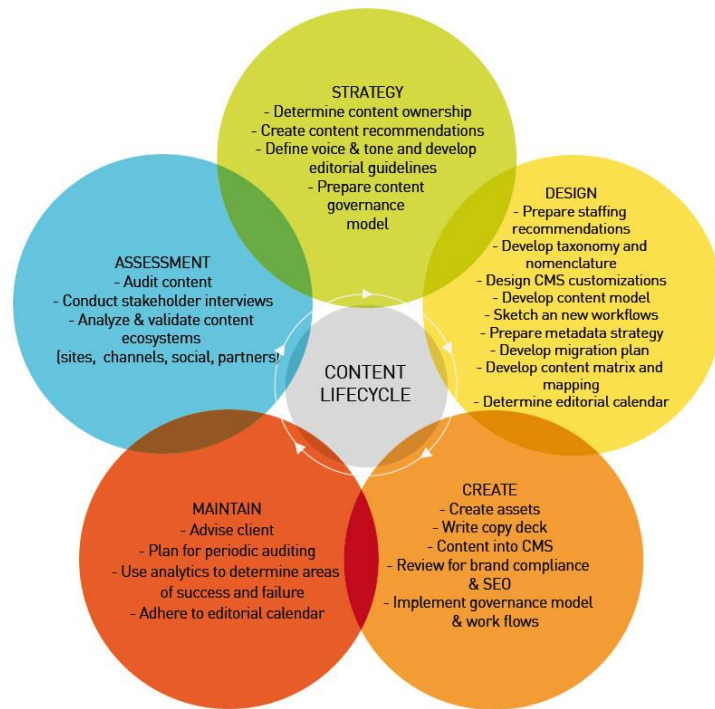 STRATEGY
- Determine content ownership
- Create content recommendations
- Define voice & tone and develop
editorial guidelines
- Prepare content
governance
model
DESIGN
- Prepare staffing
recommendations
- Develop taxonomy and
nomenclature
- Design CMS customizations
- Develop content model
- Sketch an new workflows
- Prepare metadata strategy
- Develop migration plan
- Develop content matrix and
mapping
- Determine editorial calendar
CREATE
- Create assets
- Write copy deck
- Content into CMS
- Review for brand compliance
& SEO
- Implement governance model
& work flows
MAINTAIN
- Advise client
- Plan for periodic auditing
- Use analytics to determine areas
of success and failure
- Adhere to editorial calendar
ASSESSMENT
- Audit content
- Conduct stakeholder interviews
- Analyze & validate content
ecosystems
(sites, channels, social, partners)
CONTENT
LIFECYCLE